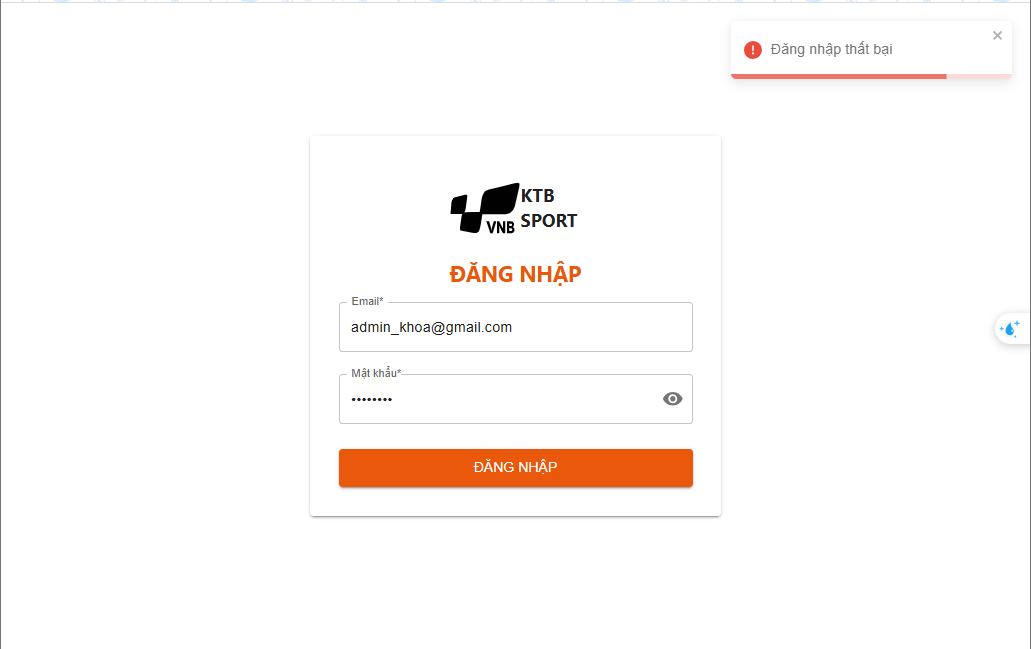 Đăng nhập thất bại
KTB
SPORT
VNB
ĐĂNG NHẬP
Email*
admin_khoa@gmail.com
Mật khẩu*
••••••••
ĐĂNG NHẬP